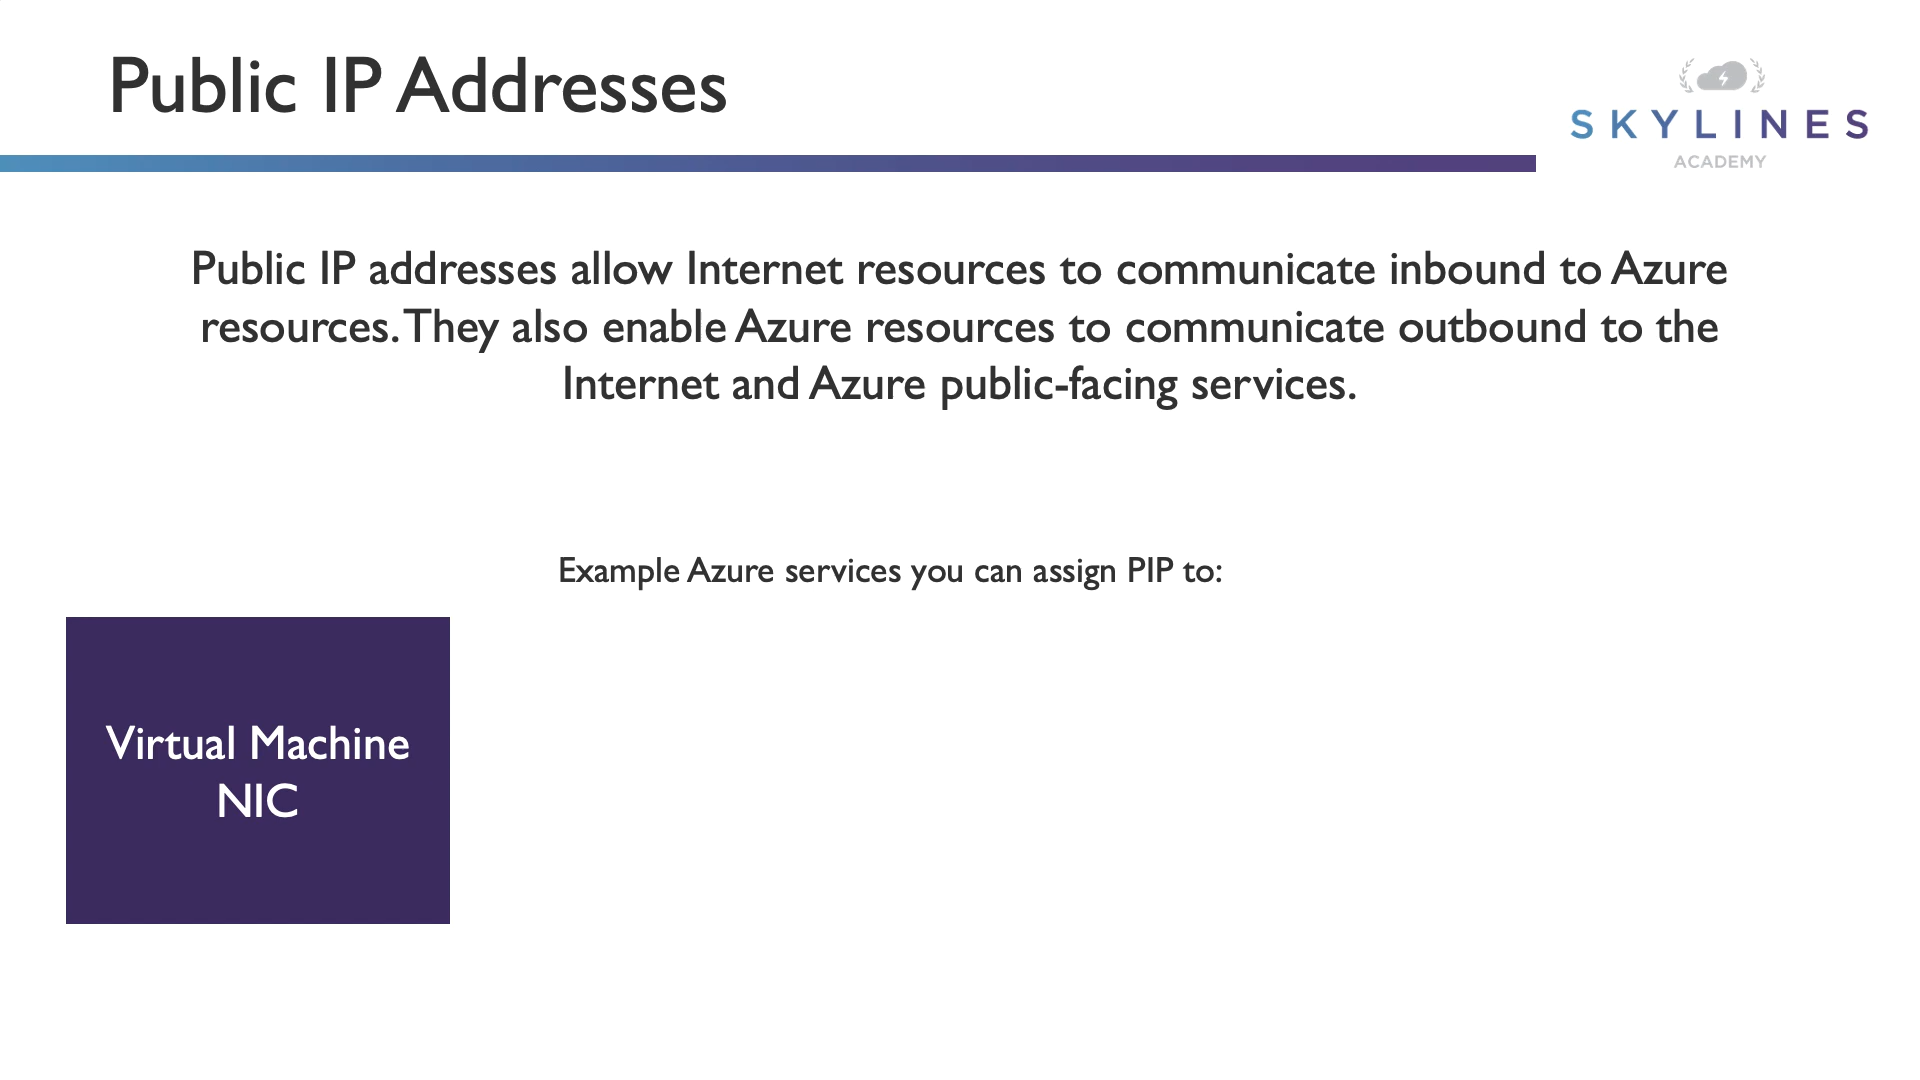 Public IP Addresses
SKYLINES
ACADEMY
Public IP addresses allow Internet resources to communicate inbound to Azure
resources. They also enable Azure resources to communicate outbound to the
Internet and Azure public-facing services.
Example Azure services you can assign PIP to:
Virtual Machine
NIC